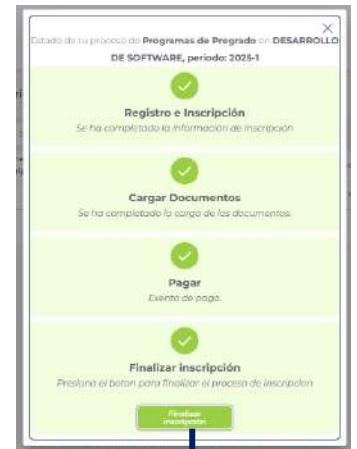 Estado de tu proceso de Programas de Pregrado en DESARROLLO
DE SOFTWARE, periodo: 2025-1
Registro e Inscripción
Se ha completado la información de inscripción
Cargar Documentos
Se ha completado la carga de los documentos.
Pagar
Exento de pago.
Finalizar inscripción
Presiona el boton para finalizar el proceso de inscripcion
Finalizar
inscripción